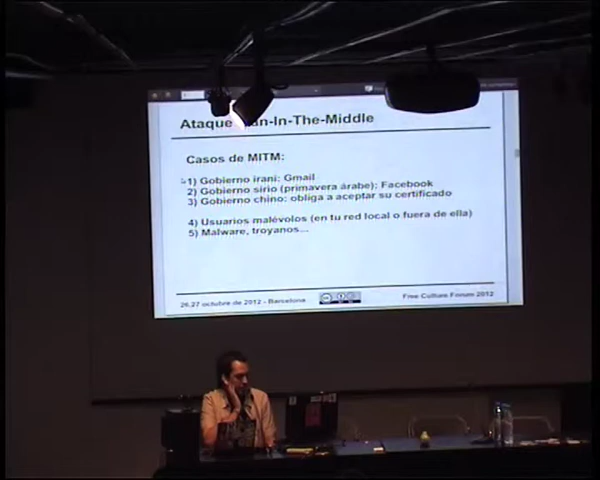 Ataque Man-In-The-Middle
Casos de MITM:
1) Gobierno iraní: Gmail
2) Gobierno sirio (primavera árabe): Facebook
3) Gobierno chino: obliga a aceptar su certificado
4) Usuarios malévolos (en tu red local o fuera de ella)
5) Malware, troyanos...
26,27 octubre de 2012 - Barcelona
Free Culture Forum 2012